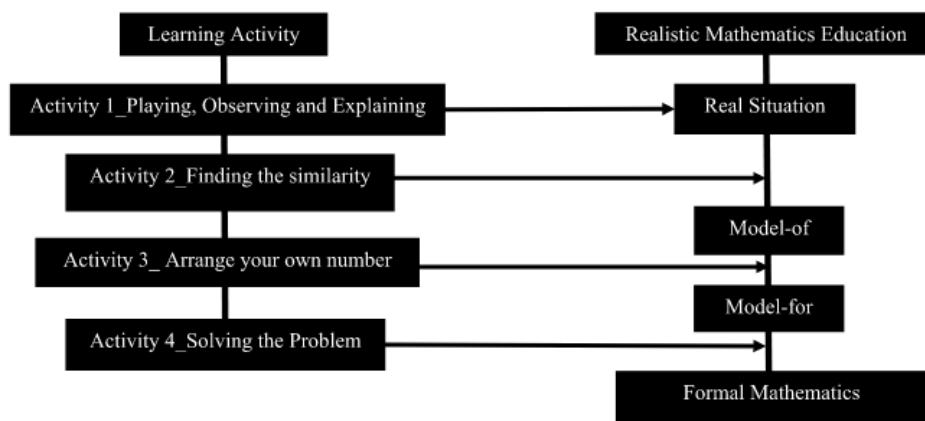 Learning Activity
Realistic Mathematics Education
Activity 1_Playing, Observing and Explaining
Real Situation
Activity 2_Finding the similarity
Model-of
Activity 3_ Arrange your own number
Model-for
Activity 4_Solving the Problem
Formal Mathematics